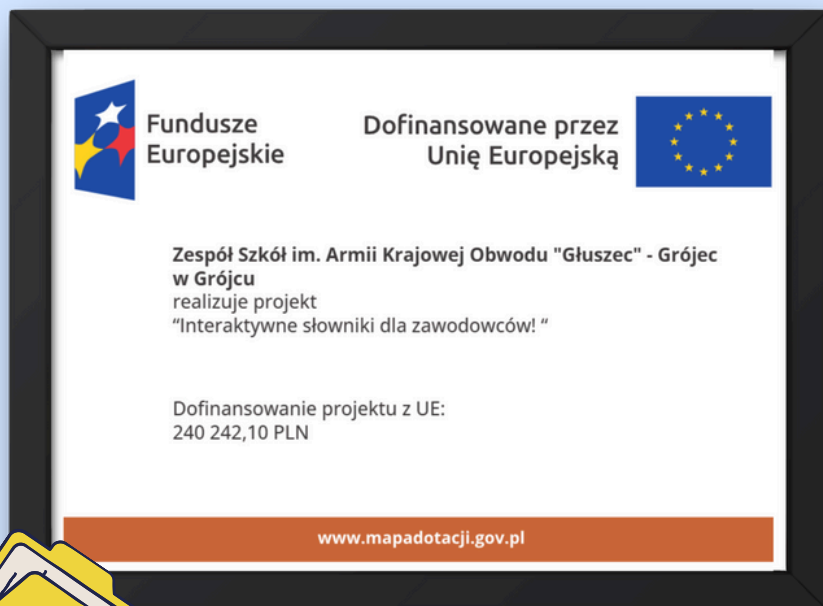 Fundusze
Europejskie
Dofinansowane przez
Unię Europejską
Zespół Szkół im. Armii Krajowej Obwodu "Głuszec" - Grójec
w Grójcu
realizuje projekt
“Interaktywne słowniki dla zawodowców! “
Dofinansowanie projektu z UE:
240 242,10 PLN
www.mapadotacji.gov.pl